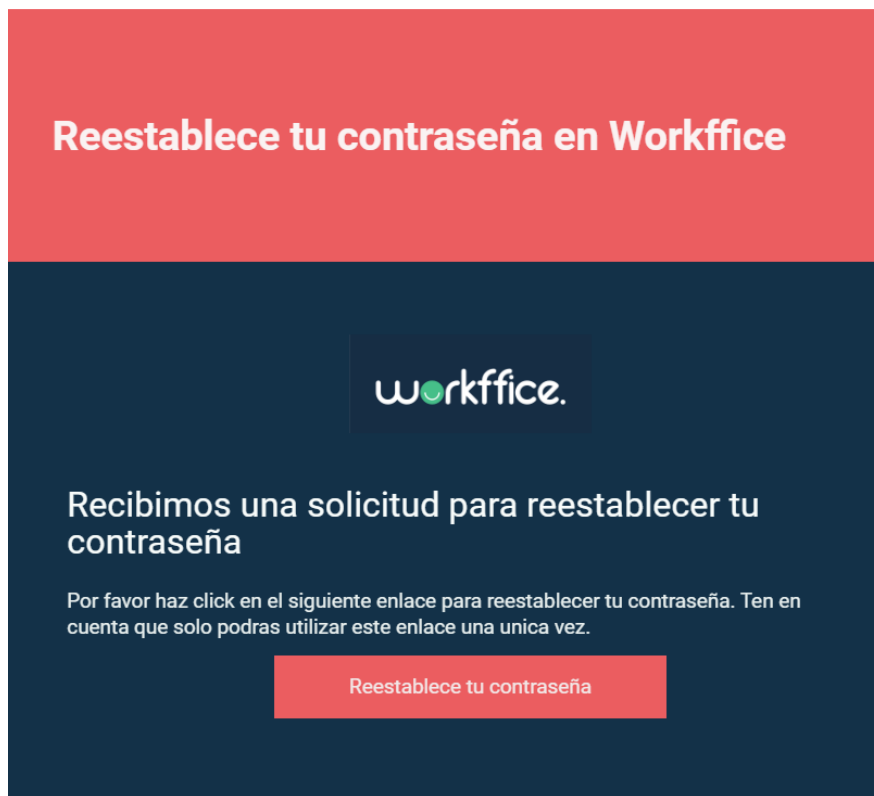 Reestablece tu contraseña en Workffice
workffice.
Recibimos una solicitud para reestablecer tu
contraseña
Por favor haz click en el siguiente enlace para reestablecer tu contraseña. Ten en
cuenta que solo podras utilizar este enlace una unica vez.
Reestablece tu contraseña